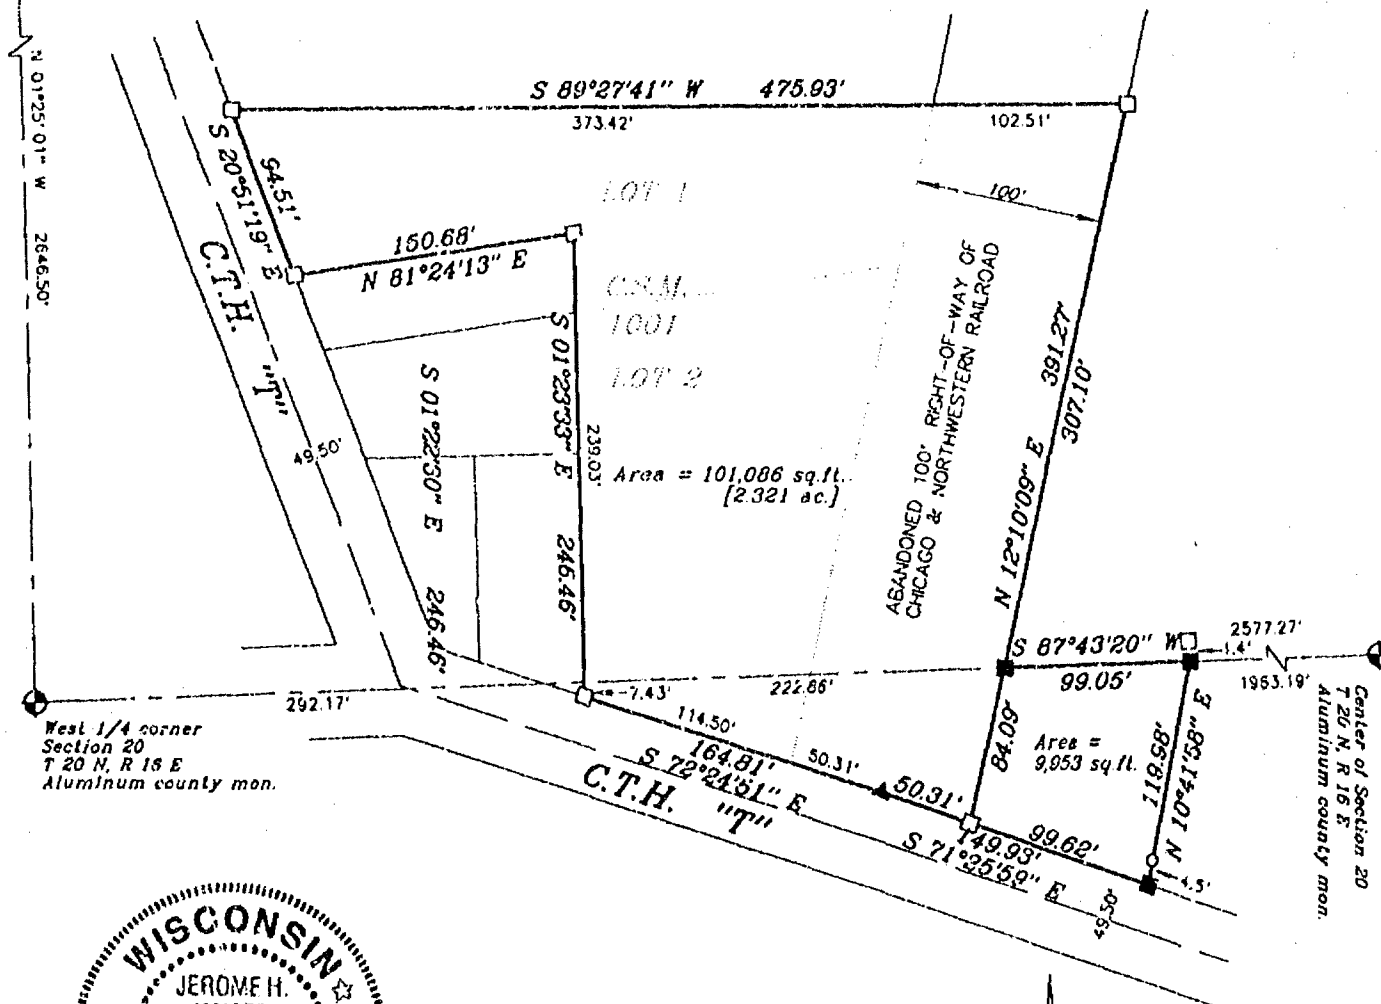 S 89°27'41" W 475.93'
373.42' 102.51'
N 01°25'01" W 2646.50'
S 20°51'19" E
94.51'
LOT 1
100'
150.68'
N 81°24'13" E
C.T.H. "T"
C.S.M.
1001
LOT 2
S 01°23'33" E 246.46'
239.03'
S 01°22'30" E 246.46'
49.50'
Area = 101,086 sq.ft.
[2.321 ac.]
ABANDONED 100' RIGHT-OF-WAY OF
CHICAGO & NORTHWESTERN RAILROAD
N 12°10'09" E 391.27'
307.10'
S 87°43'20" W
99.05'
1.4'
2577.27'
1963.19'
292.17'
7.43'
222.86'
West 1/4 corner
Section 20
T 20 N, R 16 E
Aluminum county mon.
Center of Section 20
T 20 N, R 16 E
Aluminum county mon.
114.50'
164.81'
50.31'
S 72°24'51" E
C.T.H. "T"
50.31'
84.09'
Area =
9,953 sq.ft.
119.98'
N 10°41'58" E
99.62'
149.93'
S 71°25'59" E
4.5'
49.50'
WISCONSIN
JEROME H.